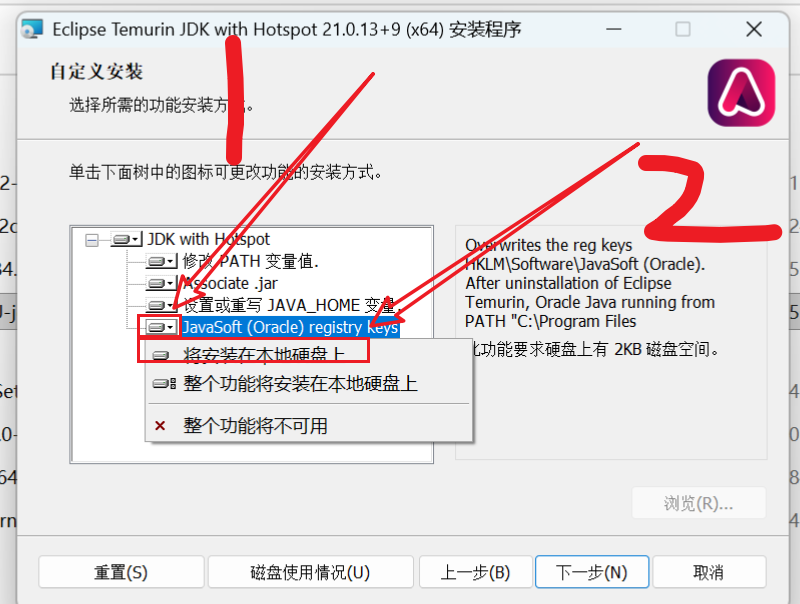 Eclipse Temurin JDK with Hotspot 21.0.13+9 (x64) 安装程序
自定义安装
选择所需的功能安装方式。
单击下面树中的图标可更改功能的安装方式。
JDK with Hotspot
修改 PATH 变量值.
Associate .jar
设置或重写 JAVA_HOME 变量.
JavaSoft (Oracle) registry keys
将安装在本地硬盘上
整个功能将安装在本地硬盘上
整个功能将不可用
Overwrites the reg keys
HKLM\Software\JavaSoft (Oracle).
After uninstallation of Eclipse
Temurin, Oracle Java running from
PATH "C:\Program Files
此功能要求硬盘上有 2KB 磁盘空间。
浏览(R)...
重置(S)
磁盘使用情况(U)
上一步(B)
下一步(N)
取消
1
2